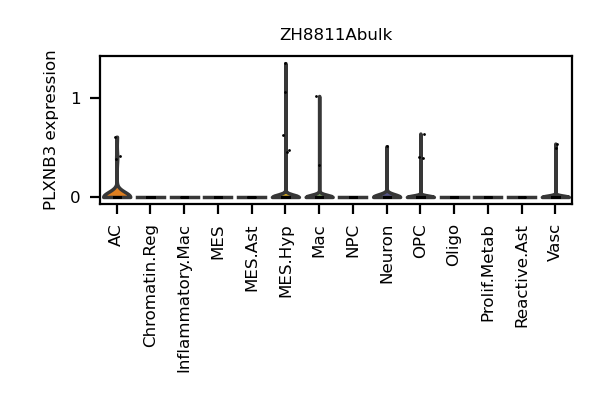 ZH8811Abulk
PLXNB3 expression
1
0
AC
Chromatin.Reg
Inflammatory.Mac
MES
MES.Ast
MES.Hyp
Mac
NPC
Neuron
OPC
Oligo
Prolif.Metab
Reactive.Ast
Vasc